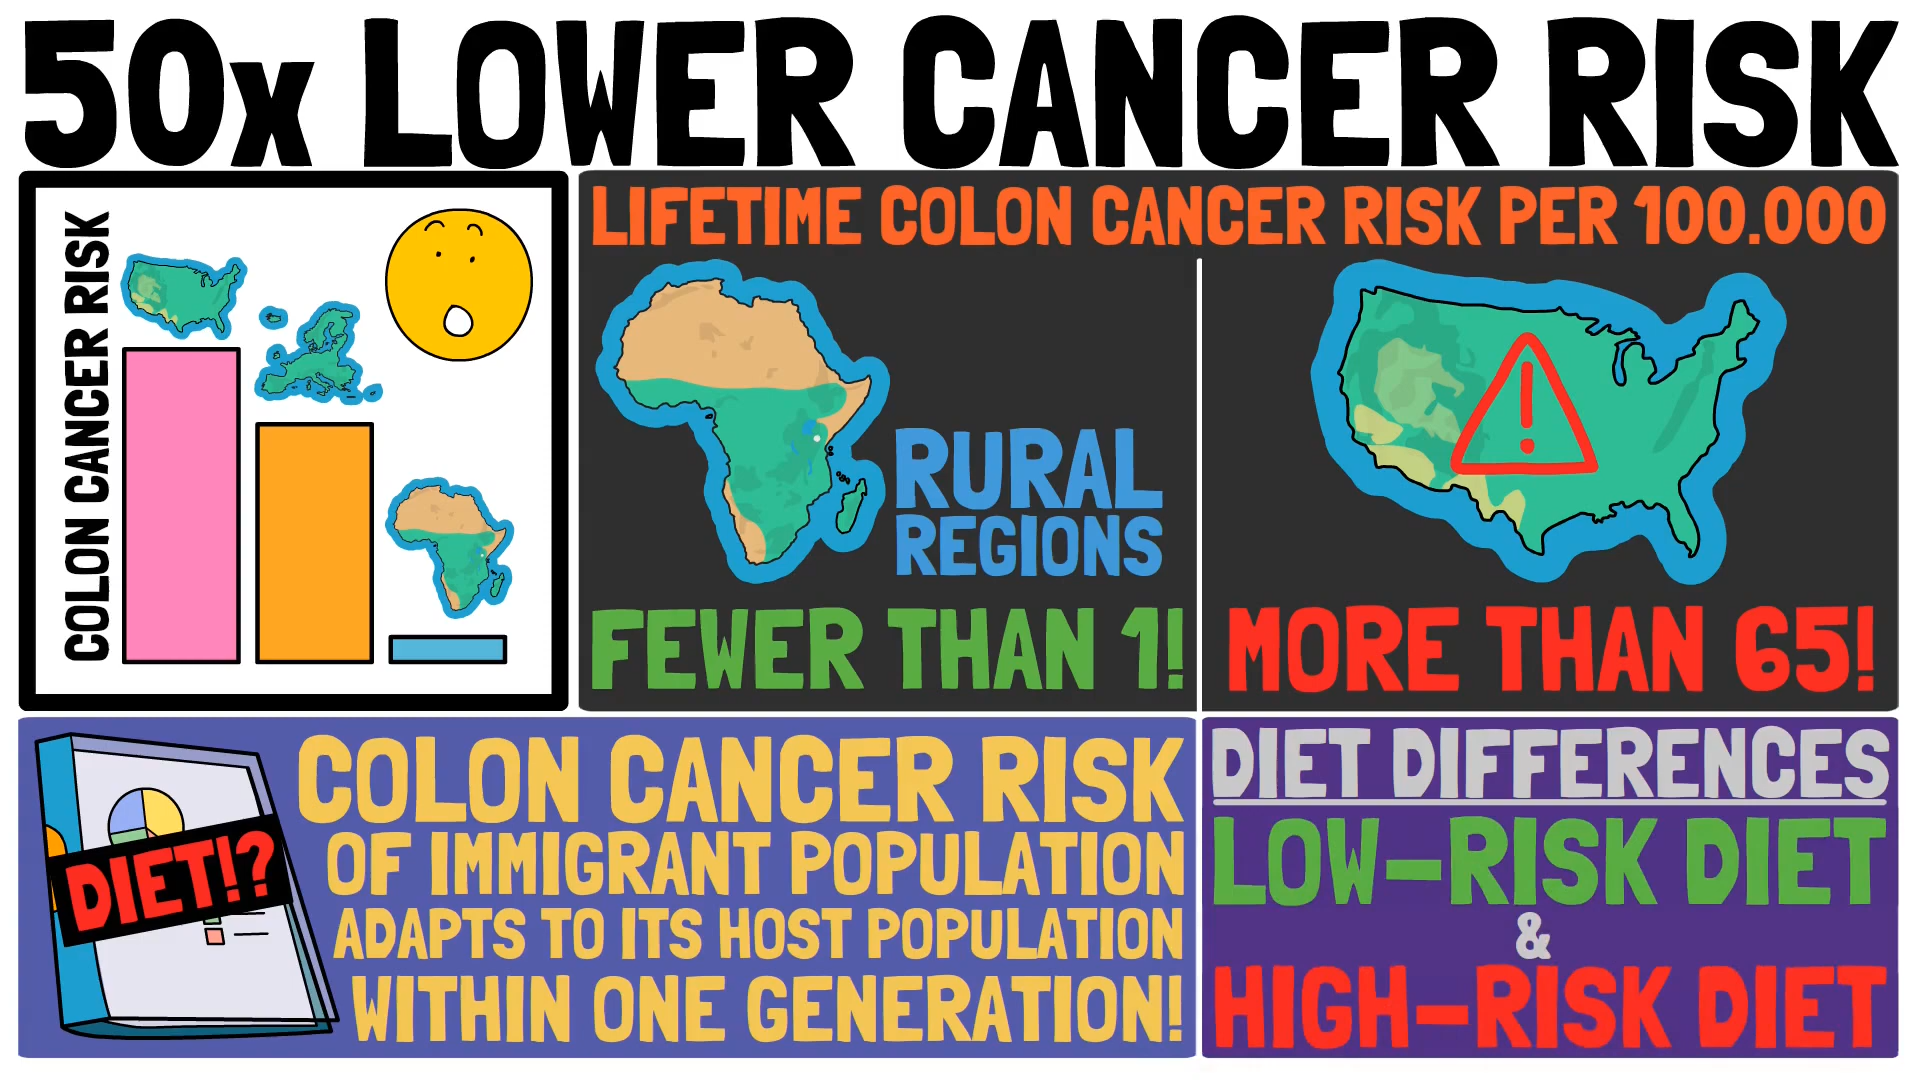 50x LOWER CANCER RISK
COLON CANCER RISK
LIFETIME COLON CANCER RISK PER 100.000
RURAL
REGIONS
FEWER THAN 1!
MORE THAN 65!
DIET!?
COLON CANCER RISK
OF IMMIGRANT POPULATION
ADAPTS TO ITS HOST POPULATION
WITHIN ONE GENERATION!
DIET DIFFERENCES
LOW-RISK DIET
&
HIGH-RISK DIET